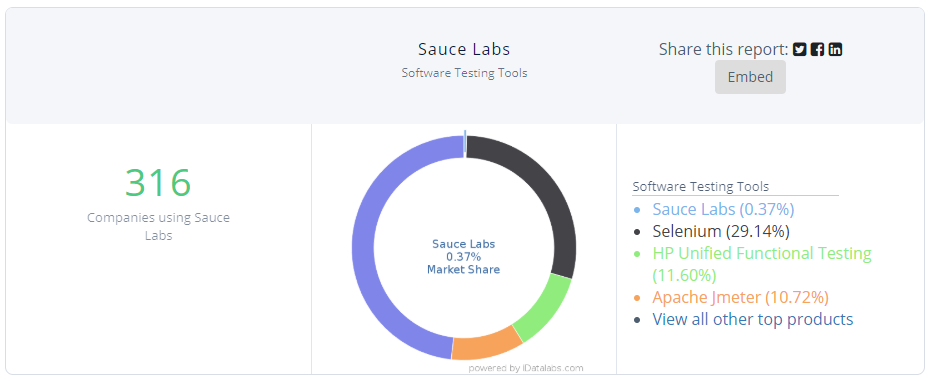 Sauce Labs
Software Testing Tools
Share this report:
Embed
316
Companies using Sauce
Labs
Sauce Labs
0.37%
Market Share
powered by IDatalabs.com
Software Testing Tools
Sauce Labs (0.37%)
Selenium (29.14%)
HP Unified Functional Testing
(11.60%)
Apache Jmeter (10.72%)
View all other top products